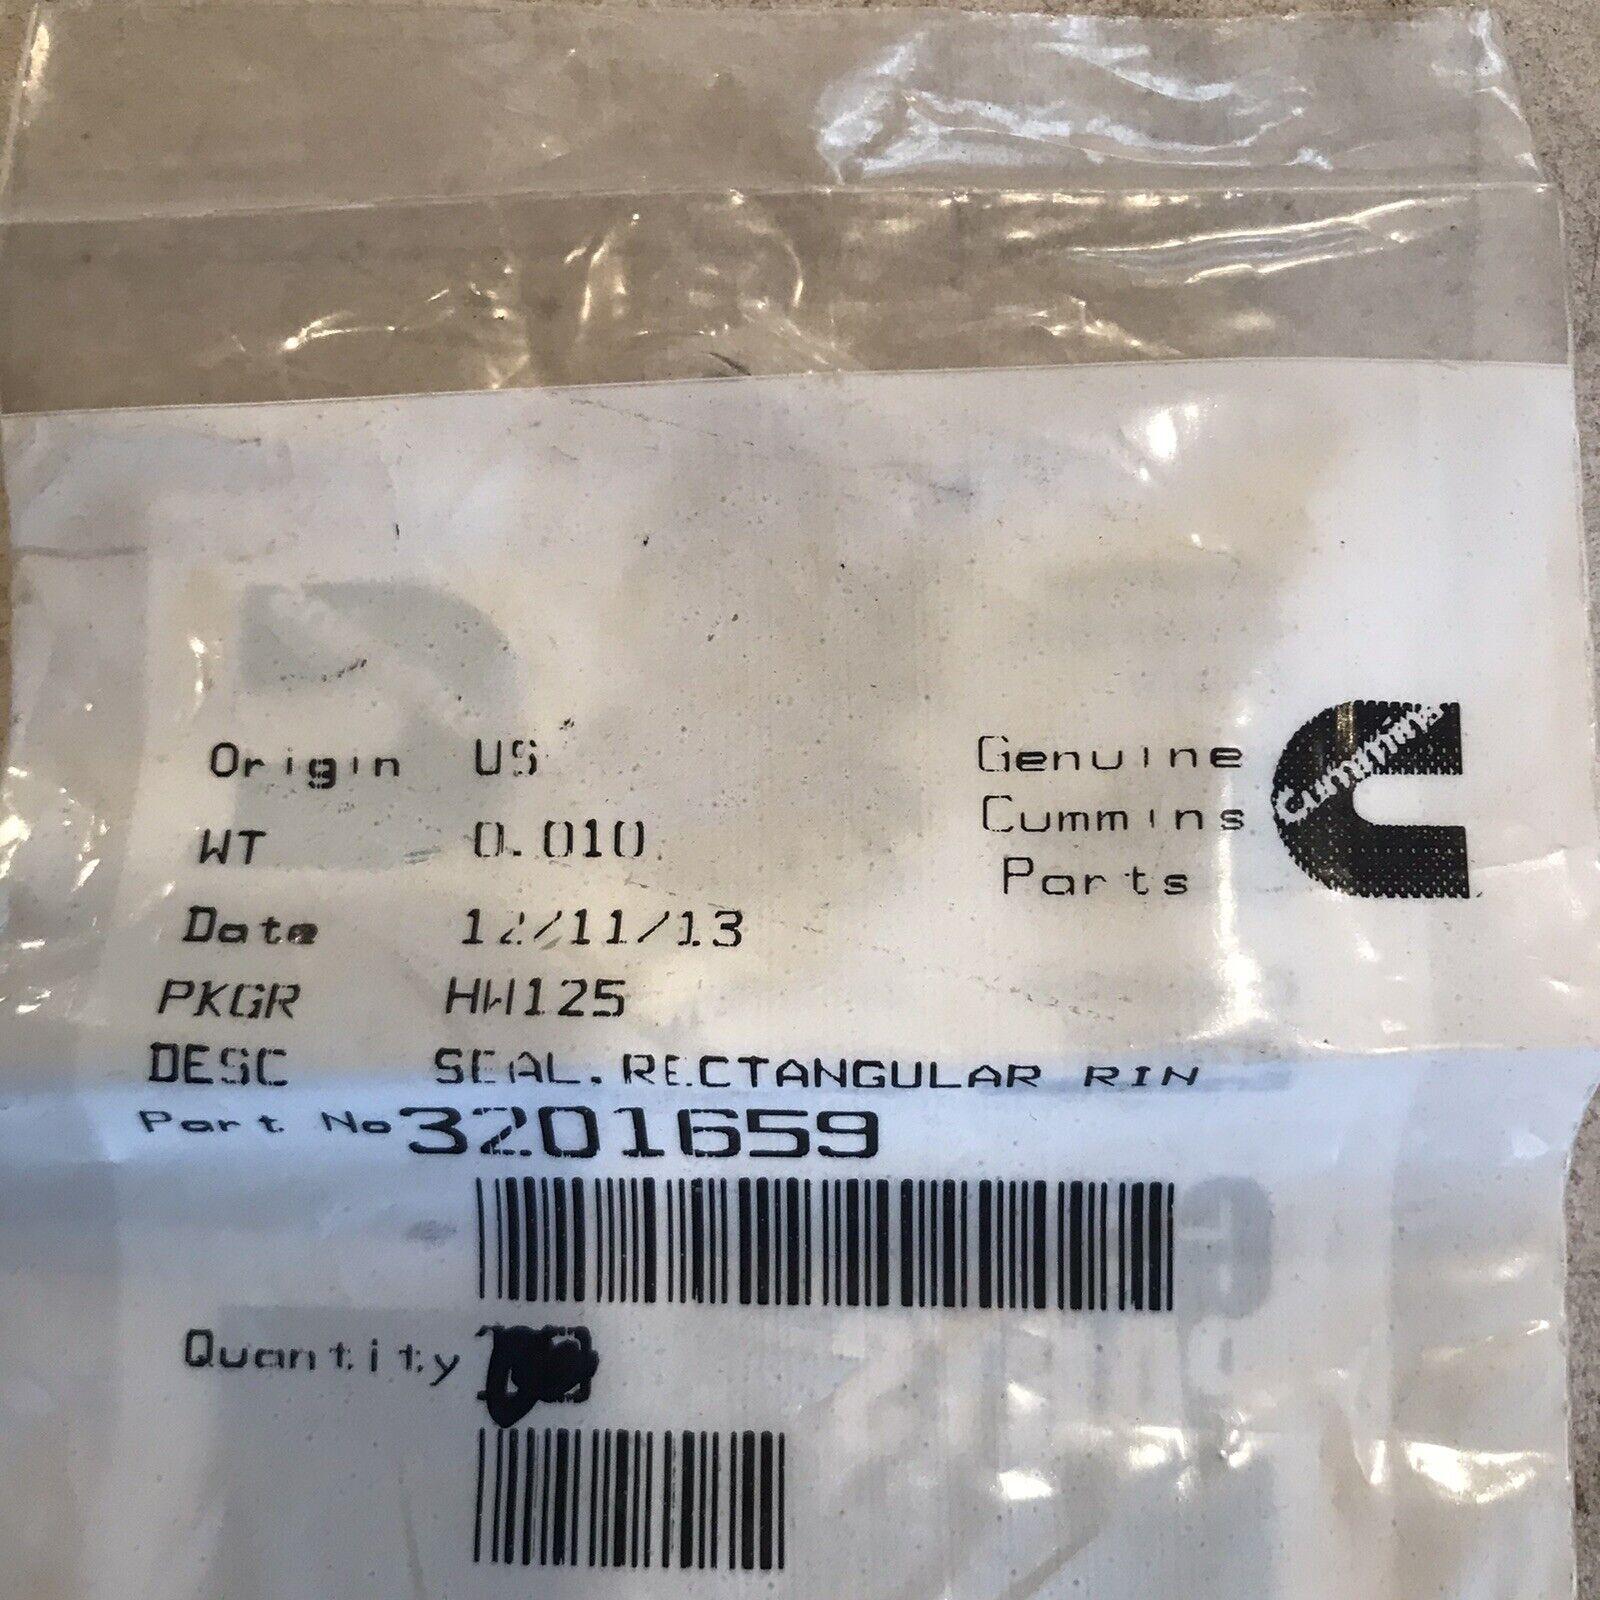 Origin US
WT 0.010
Date 12/11/13
PKGR HW125
DESC SEAL,RECTANGULAR RIN
Part No 3201659
Quantity
Genuine
Cummins
Parts
Cummins